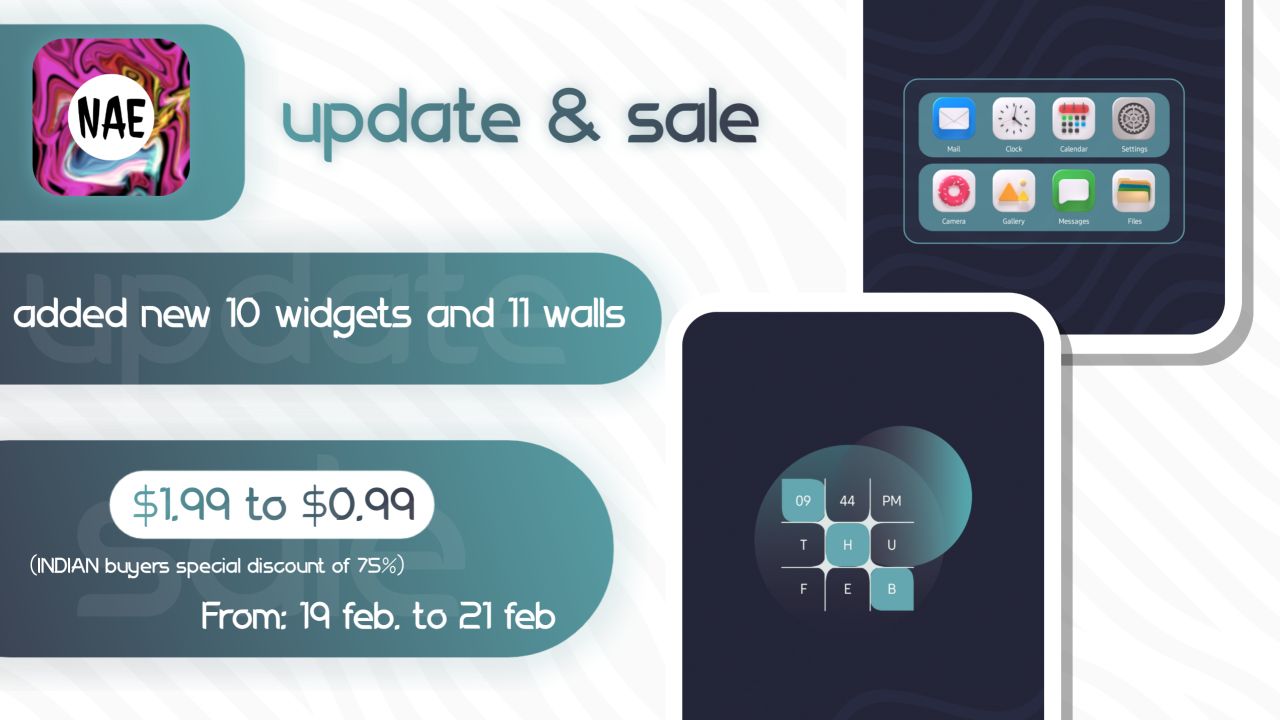 NAE
update & sale
update
added new 10 widgets and 11 walls
sale
$1.99 to $0.99
(INDIAN buyers special discount of 75%)
From: 19 feb. to 21 feb
Mail Clock Calendar Settings
Camera Gallery Messages Files
09 44 PM
T H U
F E B